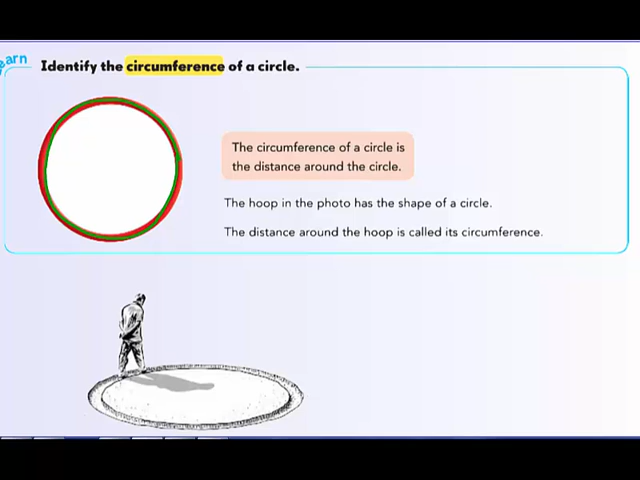 earn
Identify the circumference of a circle.
The circumference of a circle is
the distance around the circle.
The hoop in the photo has the shape of a circle.
The distance around the hoop is called its circumference.